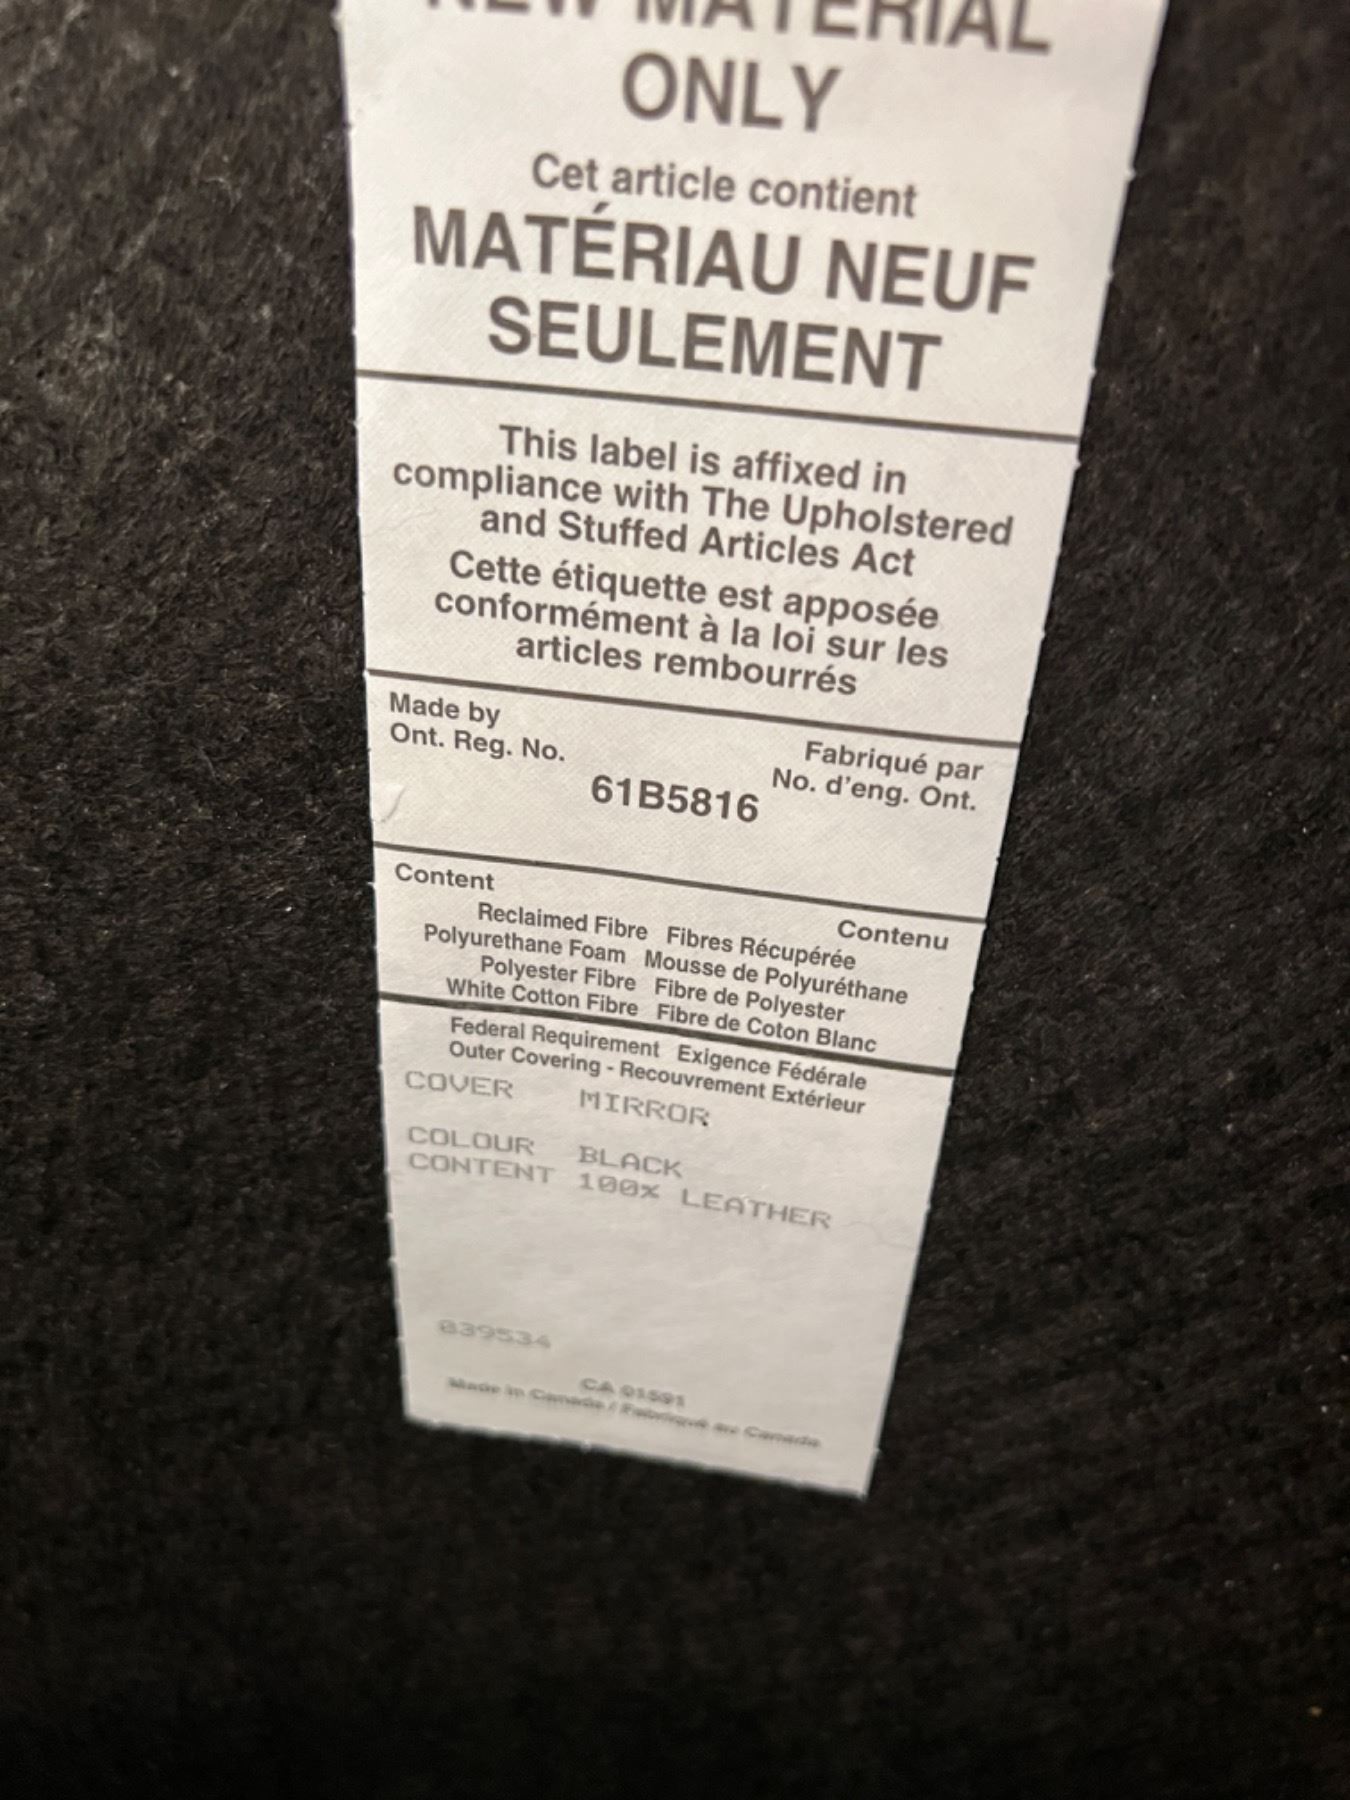 NEW MATERIAL
ONLY
Cet article contient
MATÉRIAU NEUF
SEULEMENT
This label is affixed in
compliance with The Upholstered
and Stuffed Articles Act
Cette étiquette est apposée
conformément à la loi sur les
articles rembourrés
Made by
Ont. Reg. No.
Fabriqué par
No. d'eng. Ont.
61B5816
Content
Contenu
Reclaimed Fibre Fibres Récupérée
Polyurethane Foam Mousse de Polyuréthane
Polyester Fibre Fibre de Polyester
White Cotton Fibre Fibre de Coton Blanc
Federal Requirement Exigence Fédérale
Outer Covering - Recouvrement Extérieur
COVER MIRROR
COLOUR BLACK
CONTENT 100% LEATHER
039534
CA 01591
Made in Canada / Fabriqué au Canada